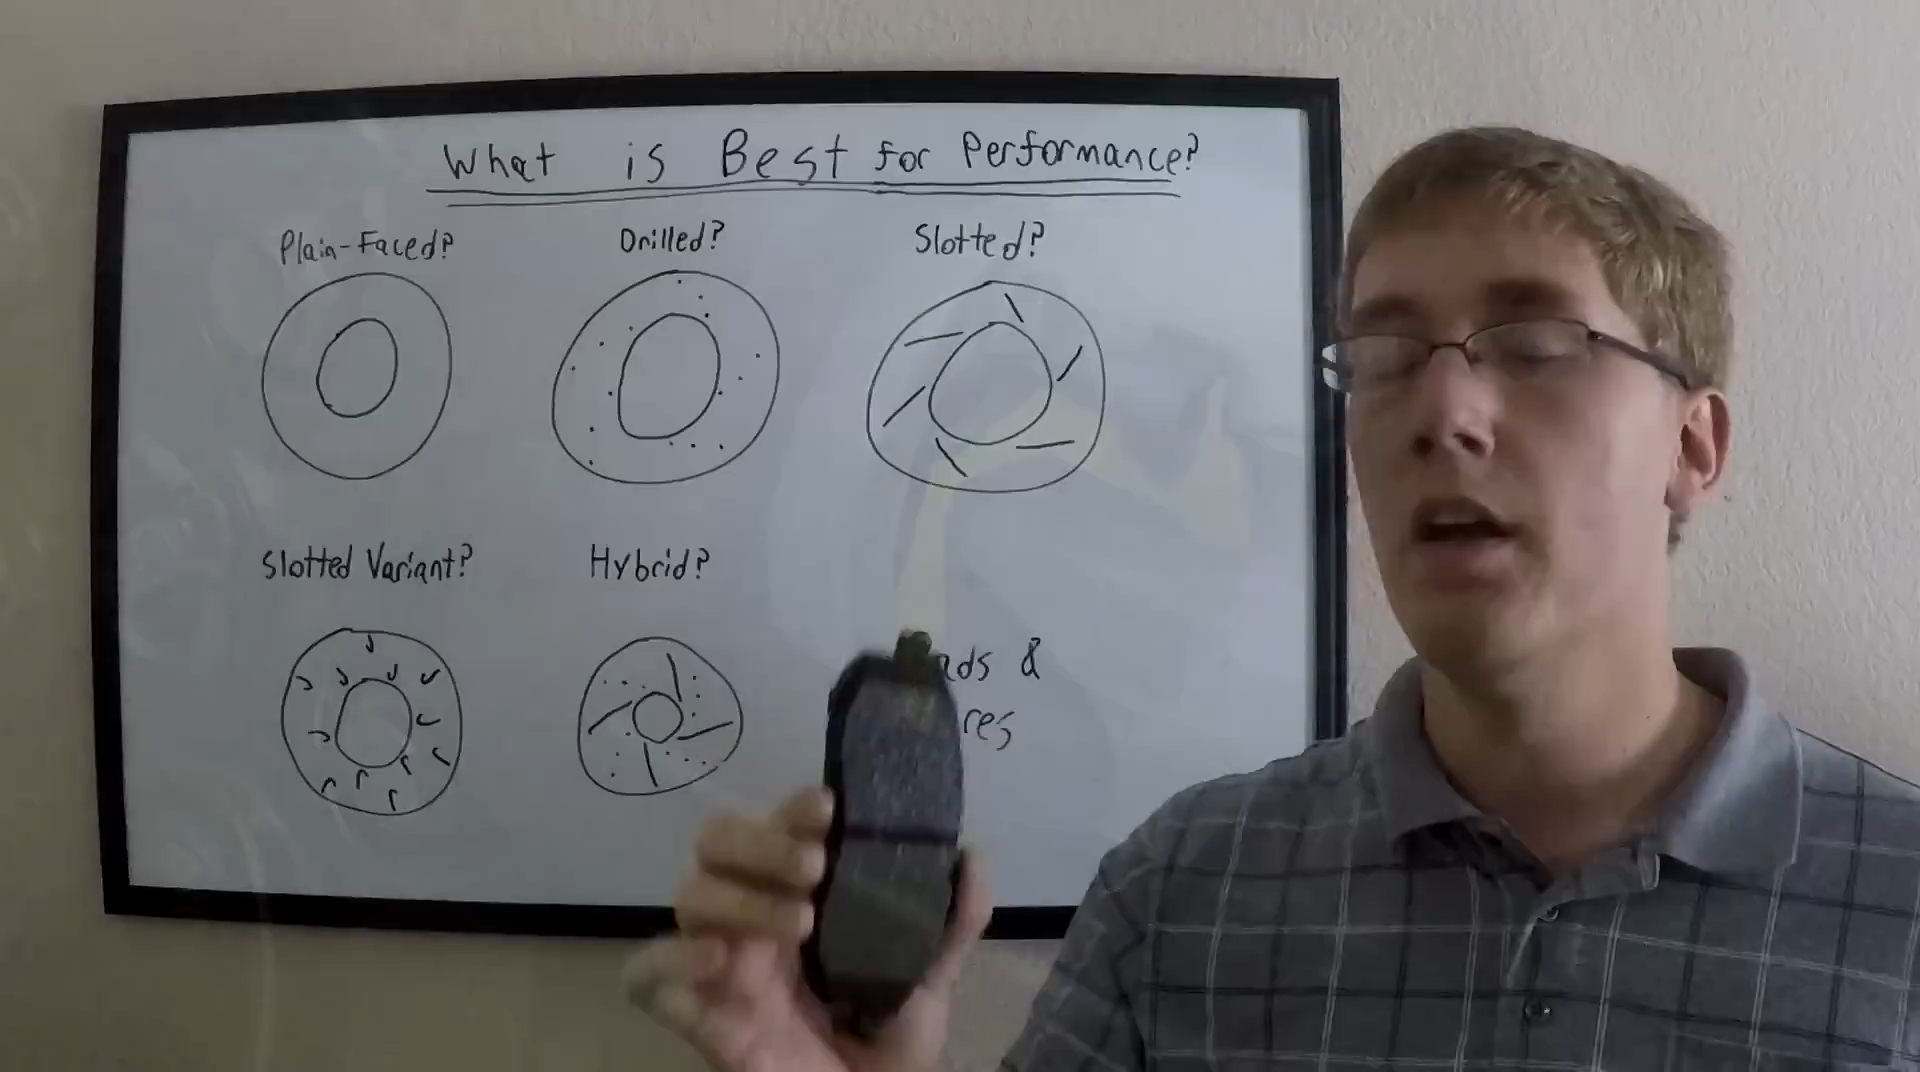 What is Best for Performance?
Plain-Faced? Drilled? Slotted?
Slotted Variant? Hybrid?
&